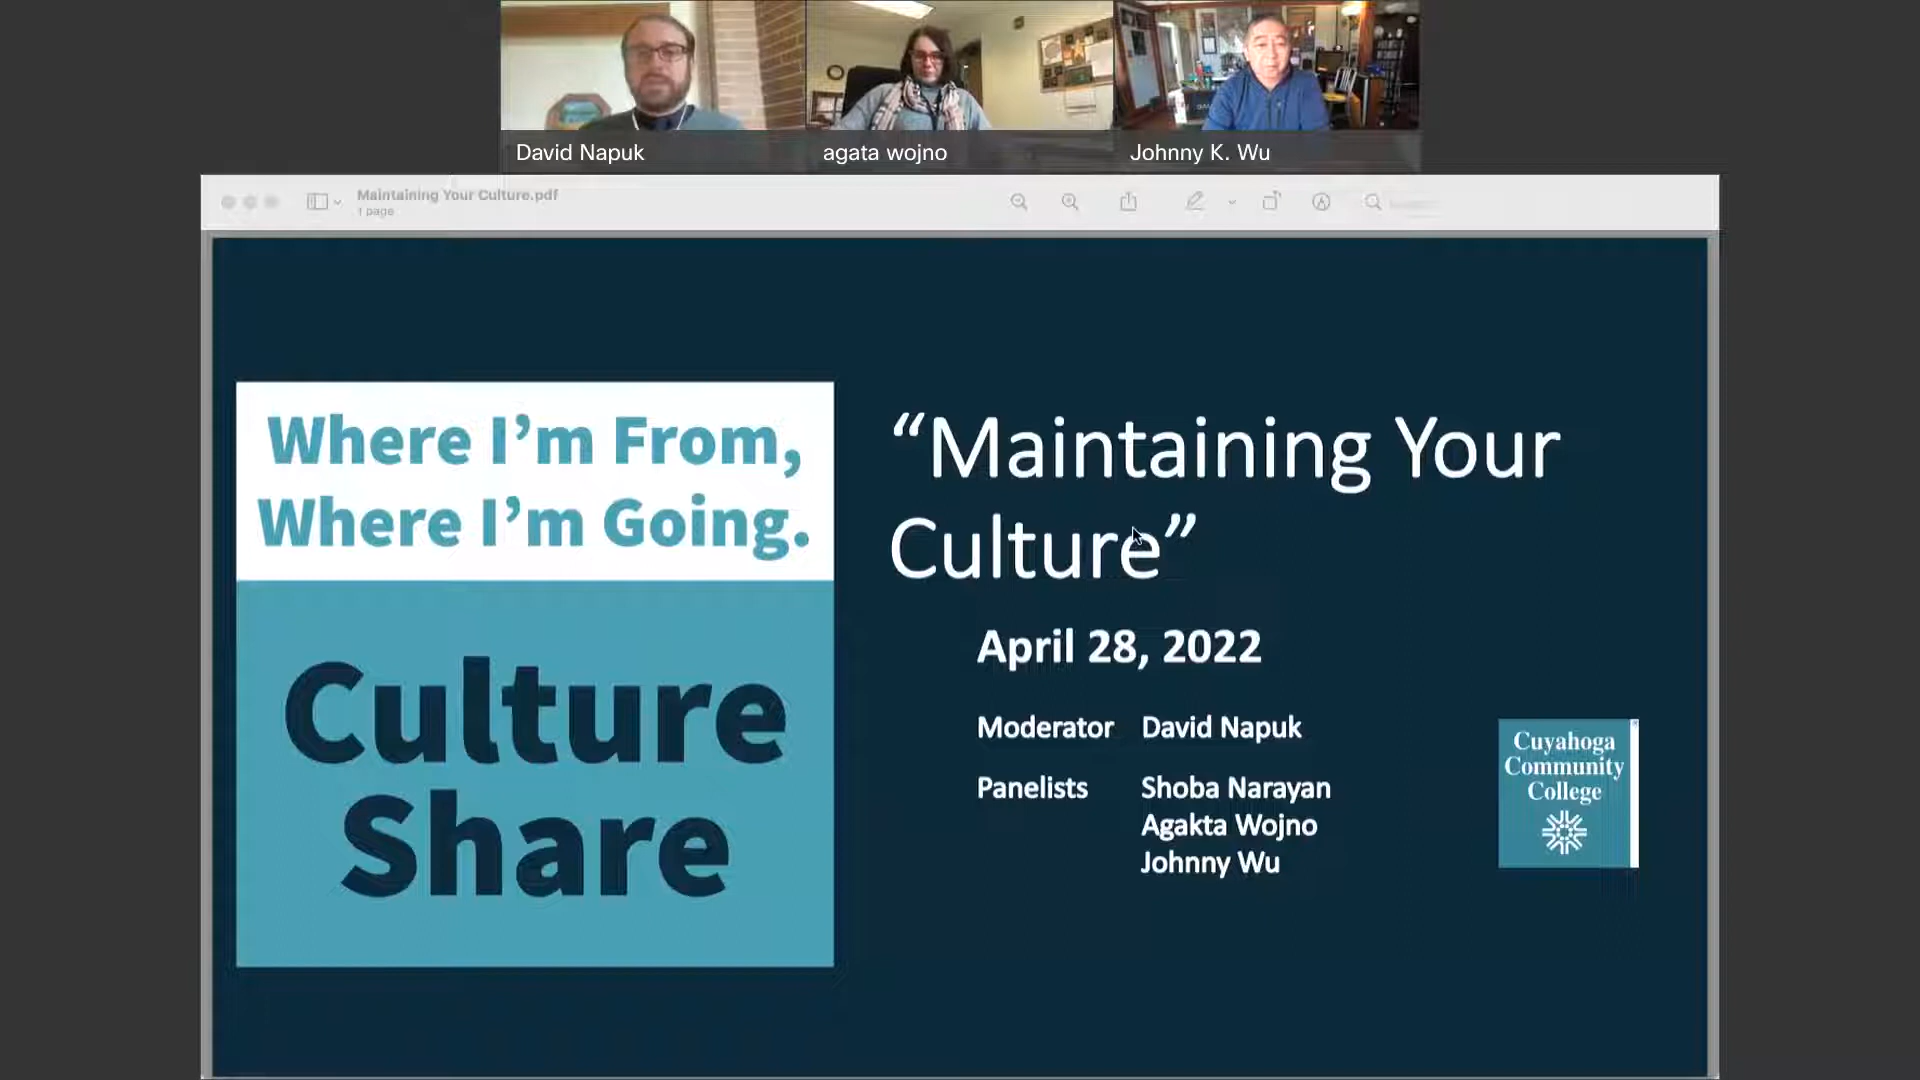 David Napuk
agata wojno
Johnny K. Wu
Maintaining Your Culture.pdf
1 page
Where I’m From,
Where I’m Going.
Culture
Share
“Maintaining Your
Culture”
April 28, 2022
Moderator David Napuk
Panelists Shoba Narayan
Agakta Wojno
Johnny Wu
Cuyahoga
Community
College